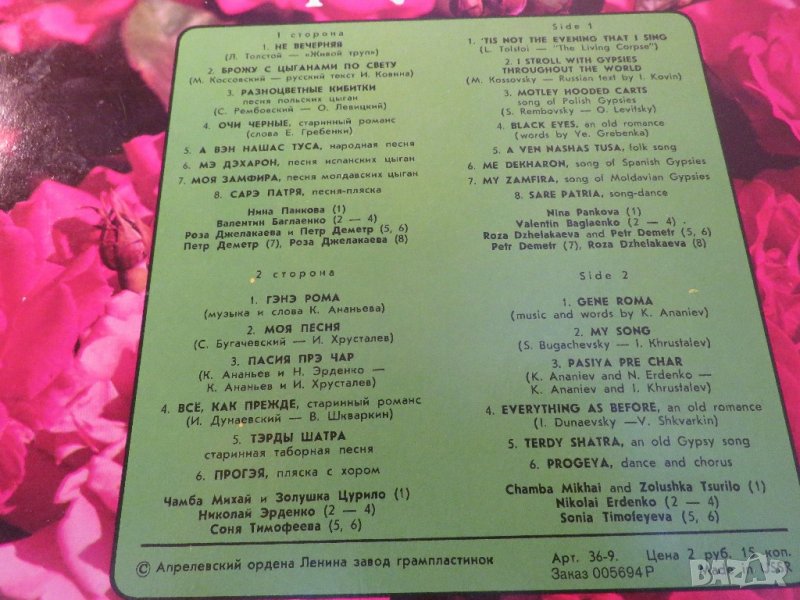 1 сторона
1. НЕ ВЕЧЕРНЯЯ
(Л. Толстой — «Живой труп»)
2. БРОЖУ С ЦЫГАНАМИ ПО СВЕТУ
(М. Коссовский — русский текст И. Ковина)
3. РАЗНОЦВЕТНЫЕ КИБИТКИ
песня польских цыган
(С. Рембовский — О. Левицкий)
4. ОЧИ ЧЕРНЫЕ, старинный романс
(слова Е. Гребенки)
5. А ВЭН НАШАС ТУСА, народная песня
6. МЭ ДЭХАРОН, песня испанских цыган
7. МОЯ ЗАМФИРА, песня молдавских цыган
8. САРЭ ПАТРЯ, песня-пляска
Нина Панкова (1)
Валентин Баглаенко (2 — 4)
Роза Джелакаева и Петр Деметр (5, 6)
Петр Деметр (7), Роза Джелакаева (8)
Side 1
1. 'TIS NOT THE EVENING THAT I SING
(L. Tolstoi — "The Living Corpse")
2. I STROLL WITH GYPSIES
THROUGHOUT THE WORLD
(M. Kossovsky — Russian text by I. Kovin)
3. MOTLEY HOODED CARTS
song of Polish Gypsies
(S. Rembovsky — O. Levitsky)
4. BLACK EYES, an old romance
(words by Ye. Grebenka)
5. A VEN NASHAS TUSA, folk song
6. ME DEKHARON, song of Spanish Gypsies
7. MY ZAMFIRA, song of Moldavian Gypsies
8. SARE PATRIA, song-dance
Nina Pankova (1)
Valentin Baglaenko (2 — 4)
Roza Dzhelakaeva and Petr Demetr (5, 6)
Petr Demetr (7), Roza Dzhelakaeva (8)
2 сторона
1. ГЭНЭ РОМА
(музыка и слова К. Ананьева)
2. МОЯ ПЕСНЯ
(С. Бугачевский — И. Хрусталев)
3. ПАСИЯ ПРЭ ЧАР
(К. Ананьев и Н. Эрденко —
К. Ананьев и И. Хрусталев)
4. ВСЁ, КАК ПРЕЖДЕ, старинный романс
(И. Дунаевский — В. Шкваркин)
5. ТЭРДЫ ШАТРА
старинная таборная песня
6. ПРОГЭЯ, пляска с хором
Чамба Михай и Золушка Цурило (1)
Николай Эрденко (2 — 4)
Соня Тимофеева (5, 6)
Side 2
1. GENE ROMA
(music and words by K. Ananiev)
2. MY SONG
(S. Bugachevsky — I. Khrustalev)
3. PASIYA PRE CHAR
(K. Ananiev and N. Erdenko —
K. Ananiev and I. Khrustalev)
4. EVERYTHING AS BEFORE, an old romance
(I. Dunaevsky —V. Shkvarkin)
5. TERDY SHATRA, an old Gypsy song
6. PROGEYA, dance and chorus
Chamba Mikhai and Zolushka Tsurilo (1)
Nikolai Erdenko (2 — 4)
Sonia Timofeyeva (5, 6)
© Апрелевский ордена Ленина завод грампластинок
Арт. 36-9. Цена 2 руб. 15 коп.
Заказ 005694Р Made in USSR
BAZAR